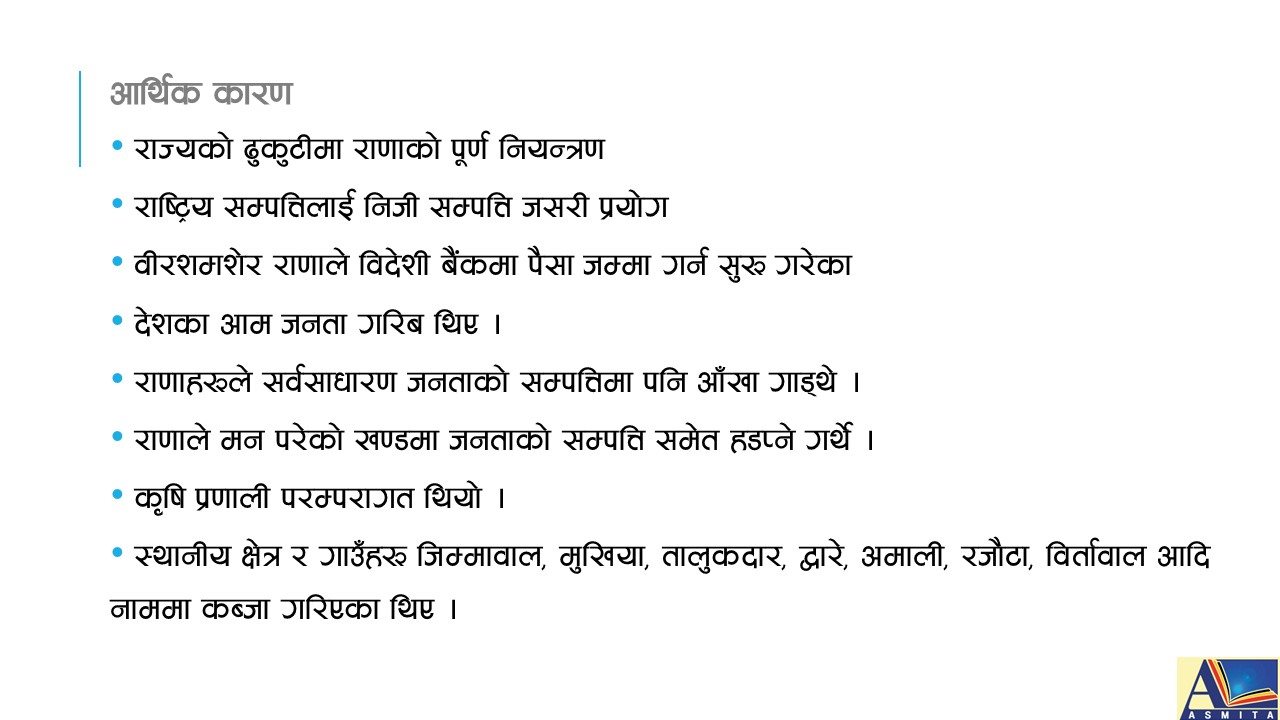 आर्थिक कारण
• राज्यको ढुकुटीमा राणाको पूर्ण नियन्त्रण
• राष्ट्रिय सम्पत्तिलाई निजी सम्पत्ति जसरी प्रयोग
• वीरशमशेर राणाले विदेशी बैंकमा पैसा जम्मा गर्न सुरु गरेका
• देशका आम जनता गरिब थिए ।
• राणाहरुले सर्वसाधारण जनताको सम्पत्तिमा पनि आँखा गाड्थे ।
• राणाले मन परेको खण्डमा जनताको सम्पत्ति समेत हडप्ने गर्थे ।
• कृषि प्रणाली परम्परागत थियो ।
• स्थानीय क्षेत्र र गाउँहरु जिम्मावाल, मुखिया, तालुकदार, द्वारे, अमाली, रजौटा, विर्तावाल आदि
नाममा कब्जा गरिएका थिए ।
ASMITA